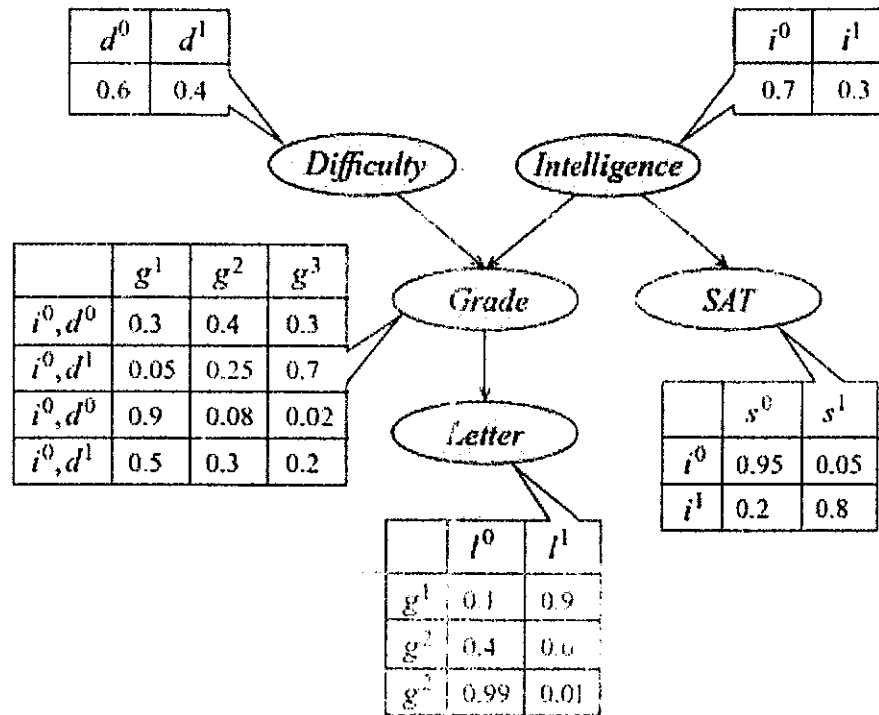 d⁰ d¹
0.6 0.4
i⁰ i¹
0.7 0.3
Difficulty
Intelligence
Grade
SAT
Letter
g¹ g² g³
i⁰,d⁰ 0.3 0.4 0.3
i⁰,d¹ 0.05 0.25 0.7
i⁰,d⁰ 0.9 0.08 0.02
i⁰,d¹ 0.5 0.3 0.2
s⁰ s¹
i⁰ 0.95 0.05
i¹ 0.2 0.8
l⁰ l¹
g¹ 0.1 0.9
g² 0.4 0.6
g² 0.99 0.01